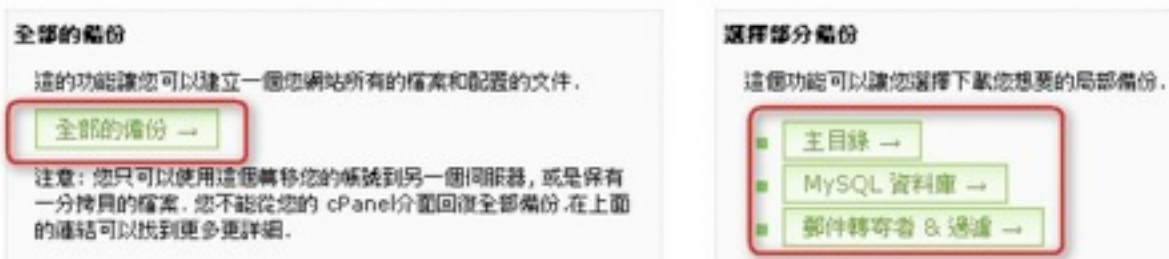 全部的備份
這的功能讓您可以建立一個您網站所有的檔案和配置的文件.
全部的備份 →
注意: 您只可以使用這個轉移您的帳號到另一個伺服器, 或是保有
一分拷貝的檔案. 您不能從您的 cPanel介面回復全部備份.在上面
的連結可以找到更多更詳細.
選擇部分備份
這個功能可以讓您選擇下載您想要的局部備份.
主目錄 →
MySQL 資料庫 →
郵件轉寄者 & 過濾 →